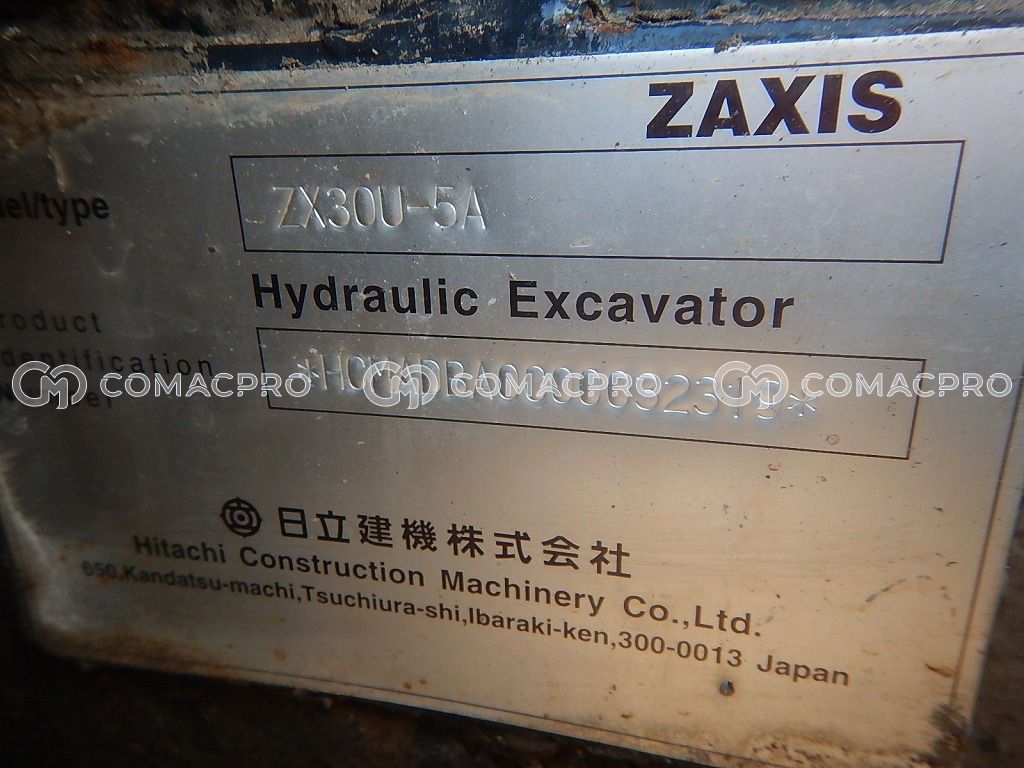 ZAXIS
ZX30U-5A
Hydraulic Excavator
COMACPRO COMACPRO COMACPRO
日立建機株式会社
Hitachi Construction Machinery Co.,Ltd.
650,Kandatsu-machi,Tsuchiura-shi,Ibaraki-ken,300-0013 Japan